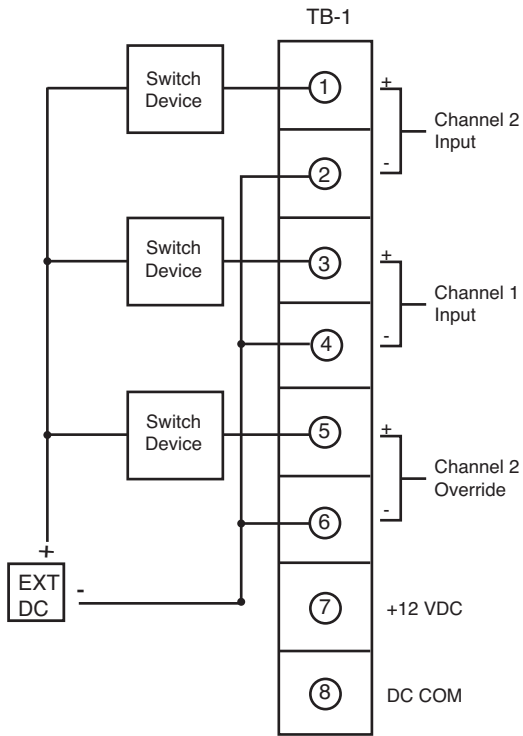 TB-1
Switch
Device
1
+
Channel 2
Input
2
-
Switch
Device
3
+
Channel 1
Input
4
-
Switch
Device
5
+
Channel 2
Override
6
-
+
EXT
DC
-
7
+12 VDC
8
DC COM